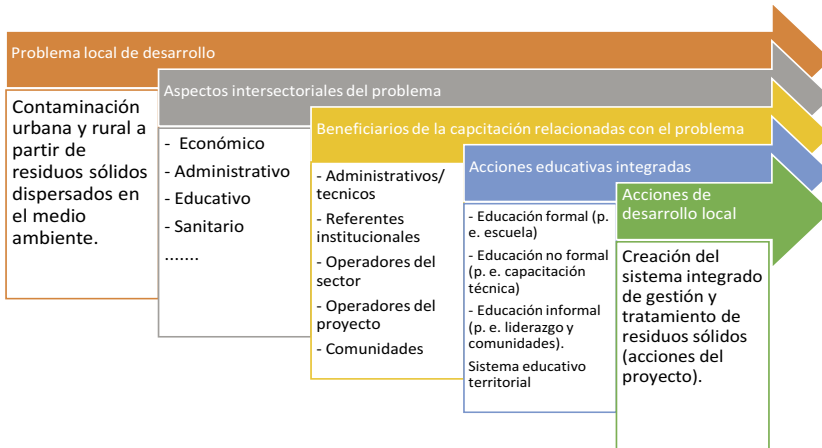 Problema local de desarrollo
Contaminación
urbana y rural a
partir de
residuos sólidos
dispersados en
el medio
ambiente.
Aspectos intersectoriales del problema
- Económico
- Administrativo
- Educativo
- Sanitario
.......
Beneficiarios de la capcitación relacionadas con el problema
- Administrativos/
tecnicos
- Referentes
institucionales
- Operadores del
sector
- Operadores del
proyecto
- Comunidades
Acciones educativas integradas
- Educación formal (p.
e. escuela)
- Educación no formal
(p. e. capacitación
técnica)
- Educación informal
(p. e. liderazgo y
comunidades).
Sistema educativo
territorial
Acciones de
desarrollo local
Creación del
sistema integrado
de gestión y
tratamiento de
residuos sólidos
(acciones del
proyecto).